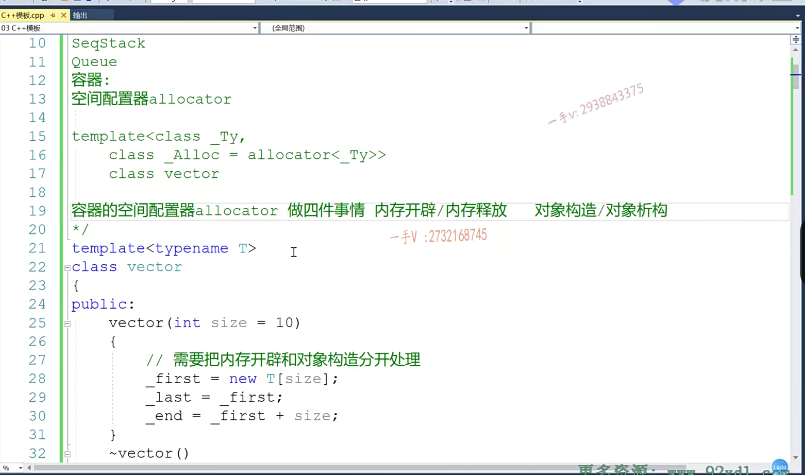 C++模板.cpp 输出
03 C++模板 (全局范围)
10 SeqStack
11 Queue
12 容器:
13 空间配置器allocator
一手v: 2938843375
14
15 template<class _Ty,
16 class _Alloc = allocator<_Ty>>
17 class vector
18
19 容器的空间配置器allocator 做四件事情 内存开辟/内存释放 对象构造/对象析构
20 */
一手V :2732168745
21 template<typename T>
22 class vector
23 {
24 public:
25 vector(int size = 10)
26 {
27 // 需要把内存开辟和对象构造分开处理
28 _first = new T[size];
29 _last = _first;
30 _end = _first + size;
31 }
32 ~vector()
%